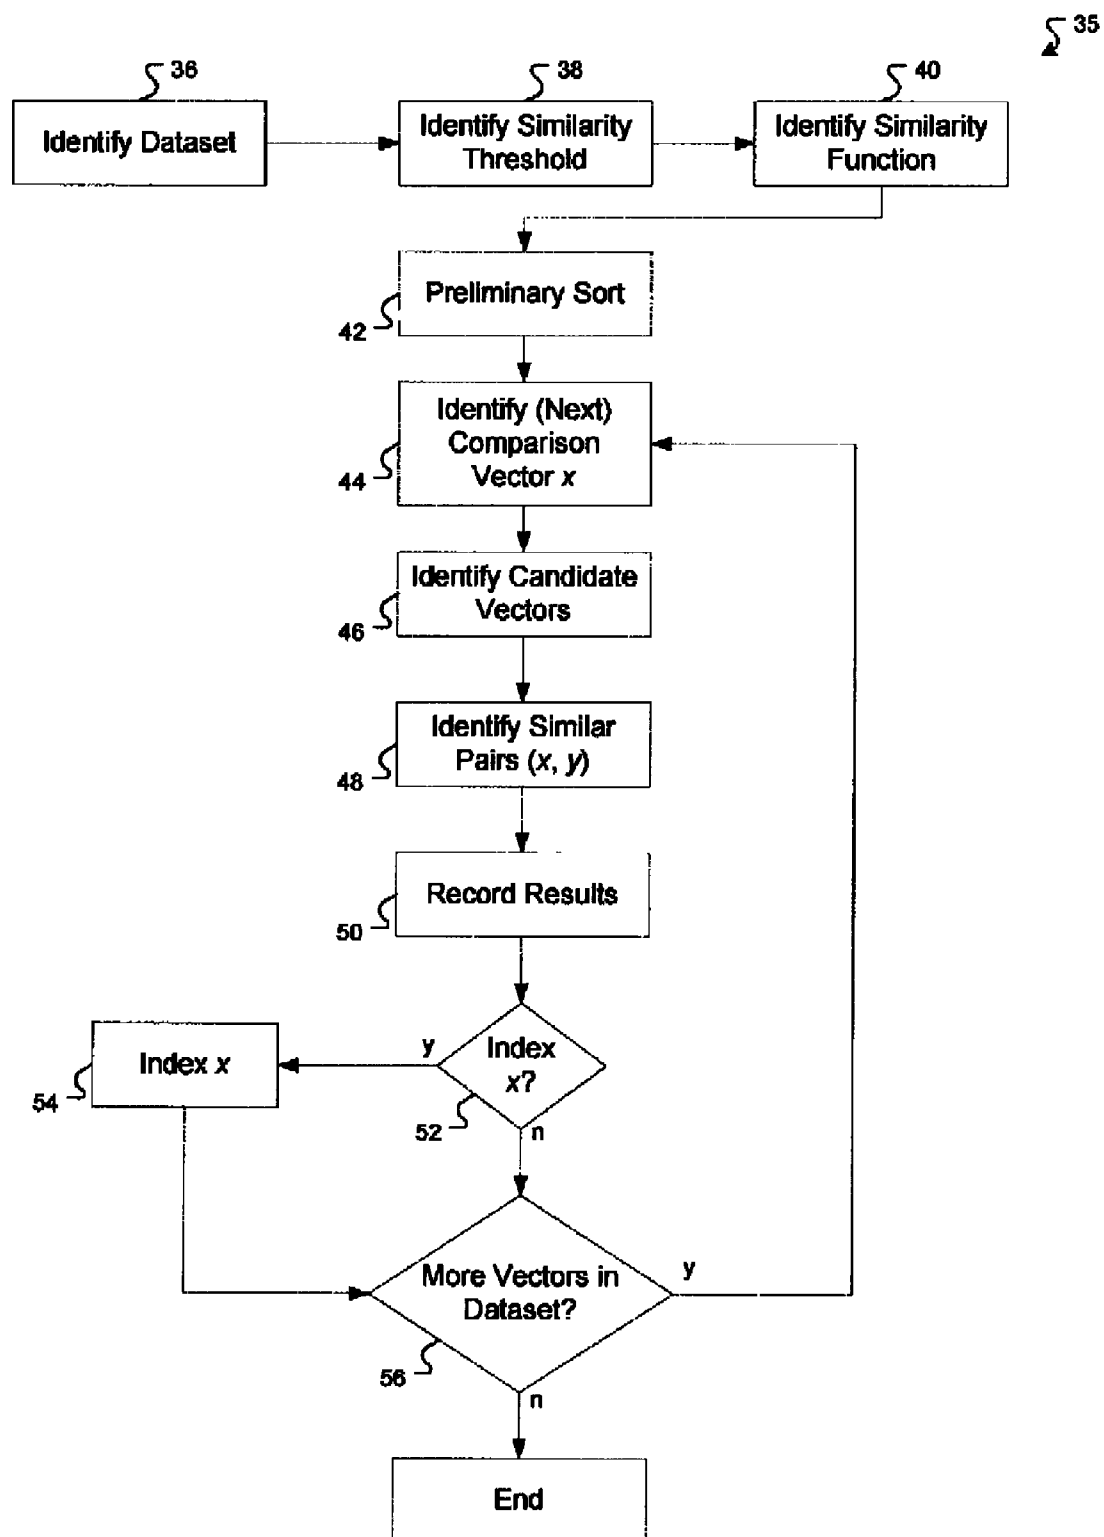 35
36
38
40
Identify Dataset
Identify Similarity
Threshold
Identify Similarity
Function
Preliminary Sort
42
Identify (Next)
Comparison
Vector x
44
Identify Candidate
Vectors
46
Identify Similar
Pairs (x, y)
48
Record Results
50
Index
x?
y
n
52
Index x
54
More Vectors in
Dataset?
y
n
56
End